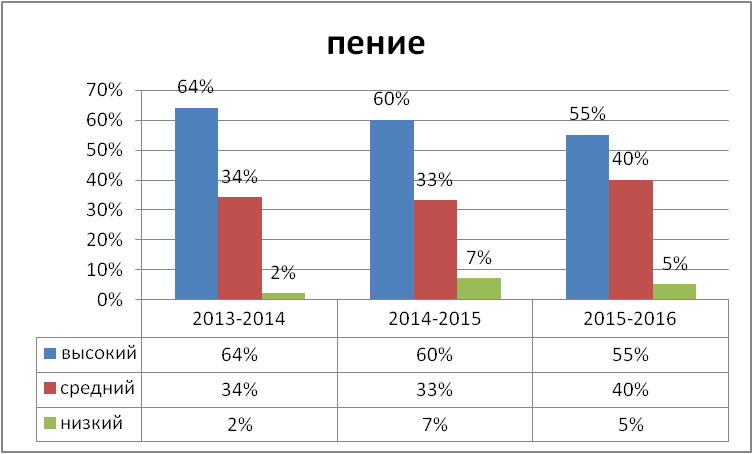 пение
70%
60%
50%
40%
30%
20%
10%
0%
64% 34% 2%
60% 33% 7%
55% 40% 5%
2013-2014 2014-2015 2015-2016
высокий 64% 60% 55%
средний 34% 33% 40%
низкий 2% 7% 5%